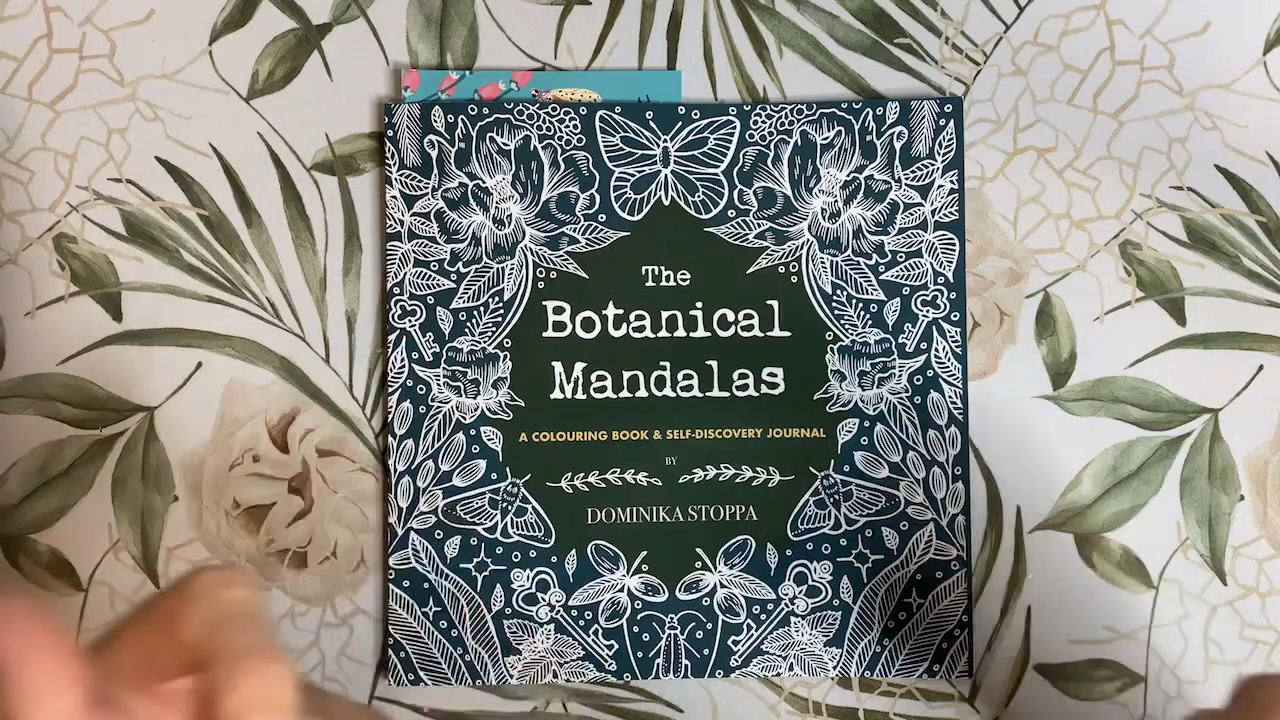 The
Botanical
Mandalas
A COLOURING BOOK & SELF-DISCOVERY JOURNAL
BY
DOMINIKA STOPPA